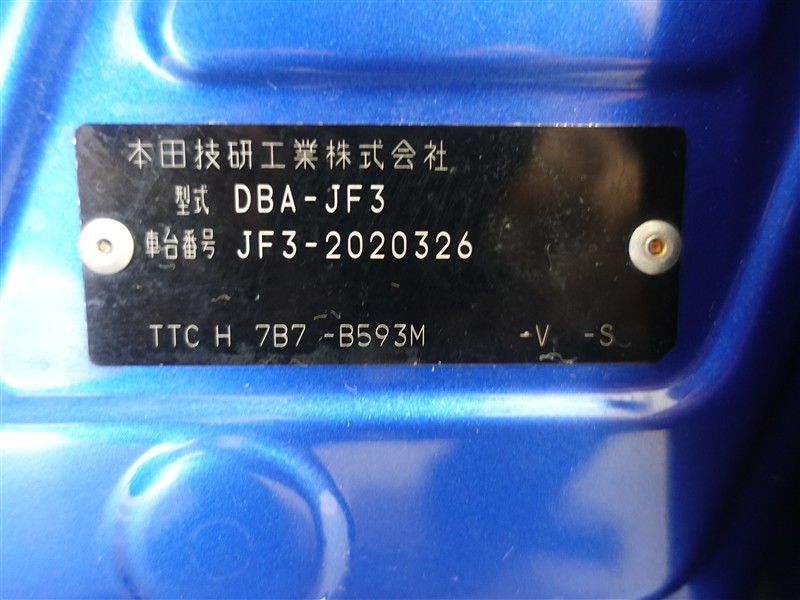 本田技研工業株式会社
型式 DBA-JF3
車台番号 JF3-2020326
TTC H 7B7 -B593M -V -S